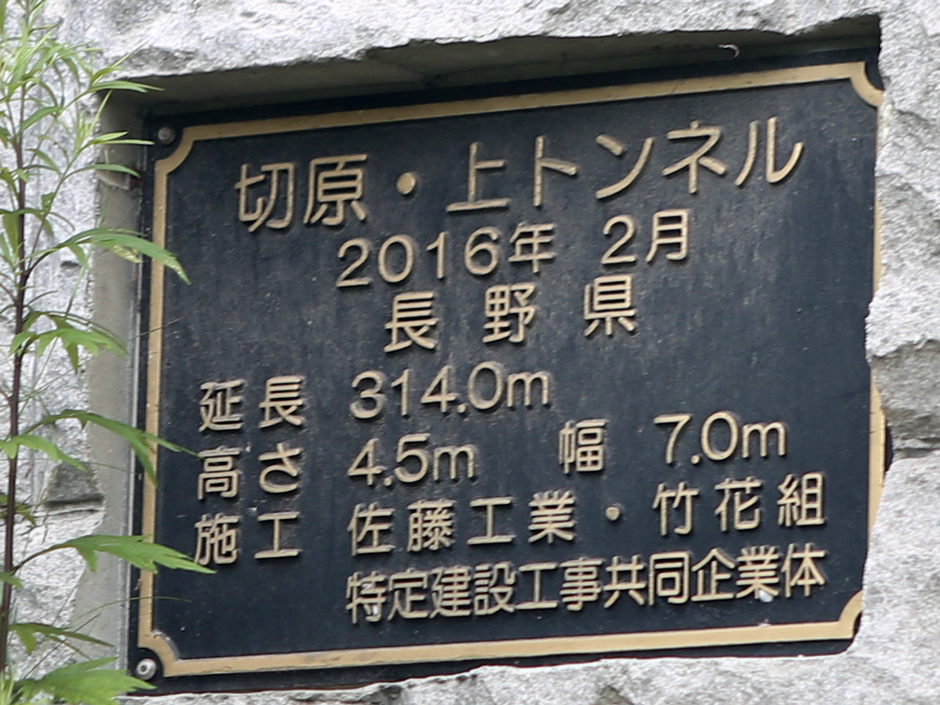 切原・上トンネル
2016年 2月
長野県
延長 314.0m
高さ 4.5m 幅 7.0m
施工 佐藤工業・竹花組
特定建設工事共同企業体